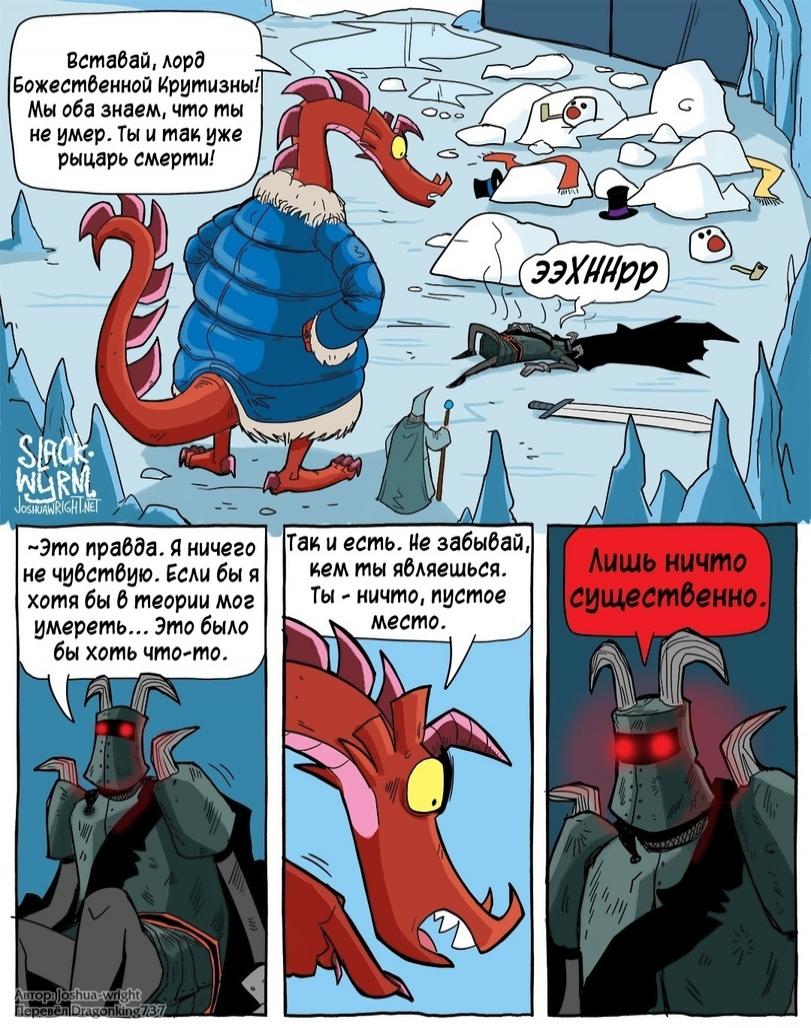 Вставай, лорд
Божественной Крутизны!
Мы оба знаем, что ты
не умер. Ты и так уже
рыцарь смерти!
ЭЭХННРР
SLACK
WYRM
JOSHUAWRIGHT.NET
~Это правда. Я ничего
не чувствую. Если бы я
хотя бы в теории мог
умереть... Это было
бы хоть что-то.
Так и есть. Не забывай,
кем ты являешься.
Ты - ничто, пустое
место.
Лишь ничто
существенно.
Автор: Joshua-wright
Перевёл Dragonking737